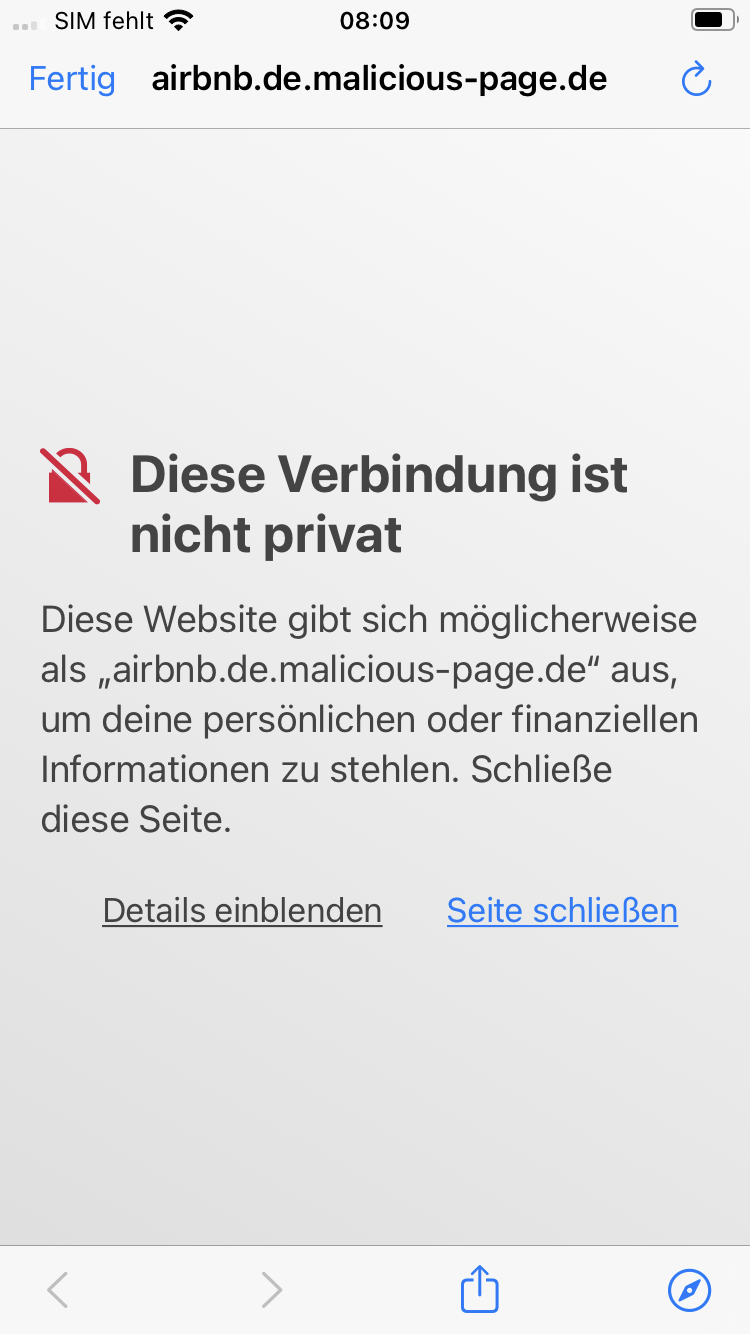 SIM fehlt 08:09
Fertig airbnb.de.malicious-page.de
Diese Verbindung ist
nicht privat
Diese Website gibt sich möglicherweise
als „airbnb.de.malicious-page.de“ aus,
um deine persönlichen oder finanziellen
Informationen zu stehlen. Schließe
diese Seite.
Details einblenden Seite schließen